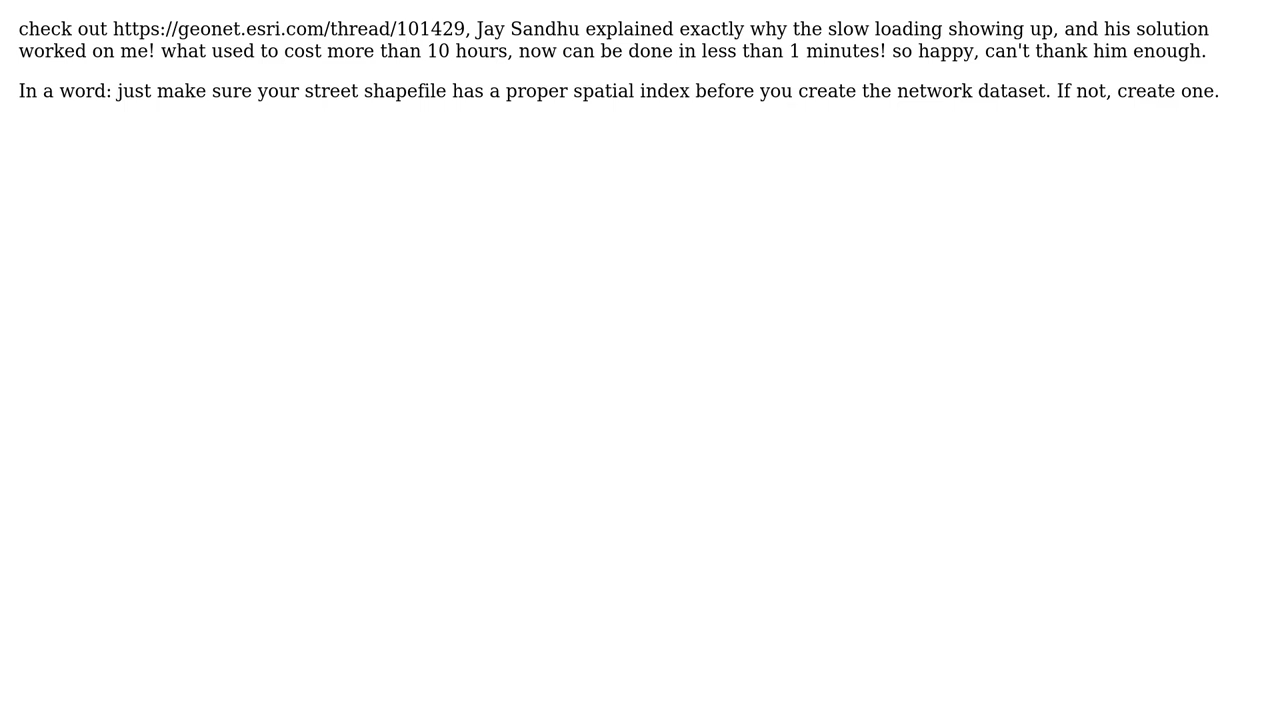 check out https://geonet.esri.com/thread/101429, Jay Sandhu explained exactly why the slow loading showing up, and his solution
worked on me! what used to cost more than 10 hours, now can be done in less than 1 minutes! so happy, can't thank him enough.
In a word: just make sure your street shapefile has a proper spatial index before you create the network dataset. If not, create one.